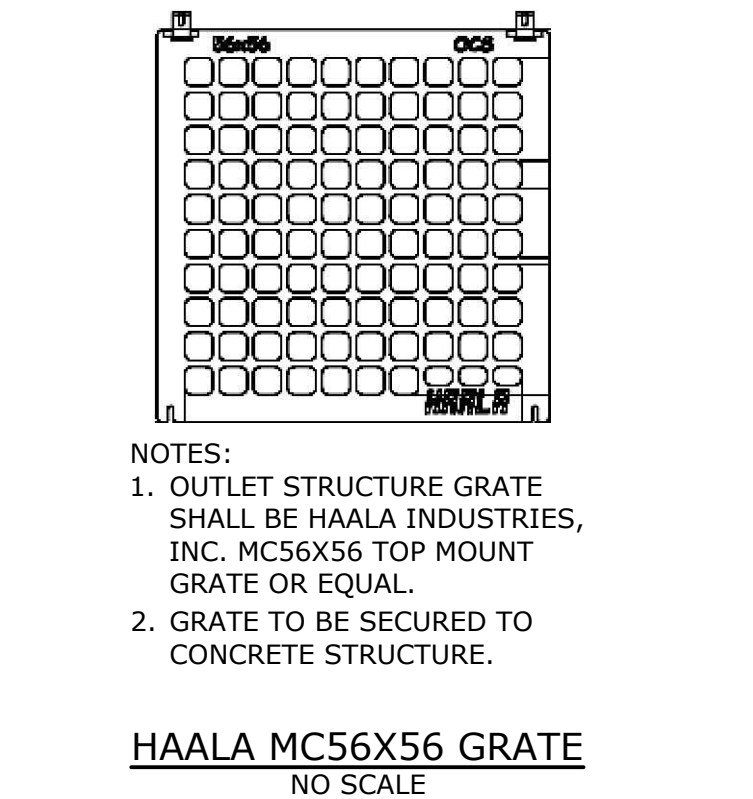 56x56 OCS
HAALA
NOTES:
1. OUTLET STRUCTURE GRATE
SHALL BE HAALA INDUSTRIES,
INC. MC56X56 TOP MOUNT
GRATE OR EQUAL.
2. GRATE TO BE SECURED TO
CONCRETE STRUCTURE.
HAALA MC56X56 GRATE
NO SCALE